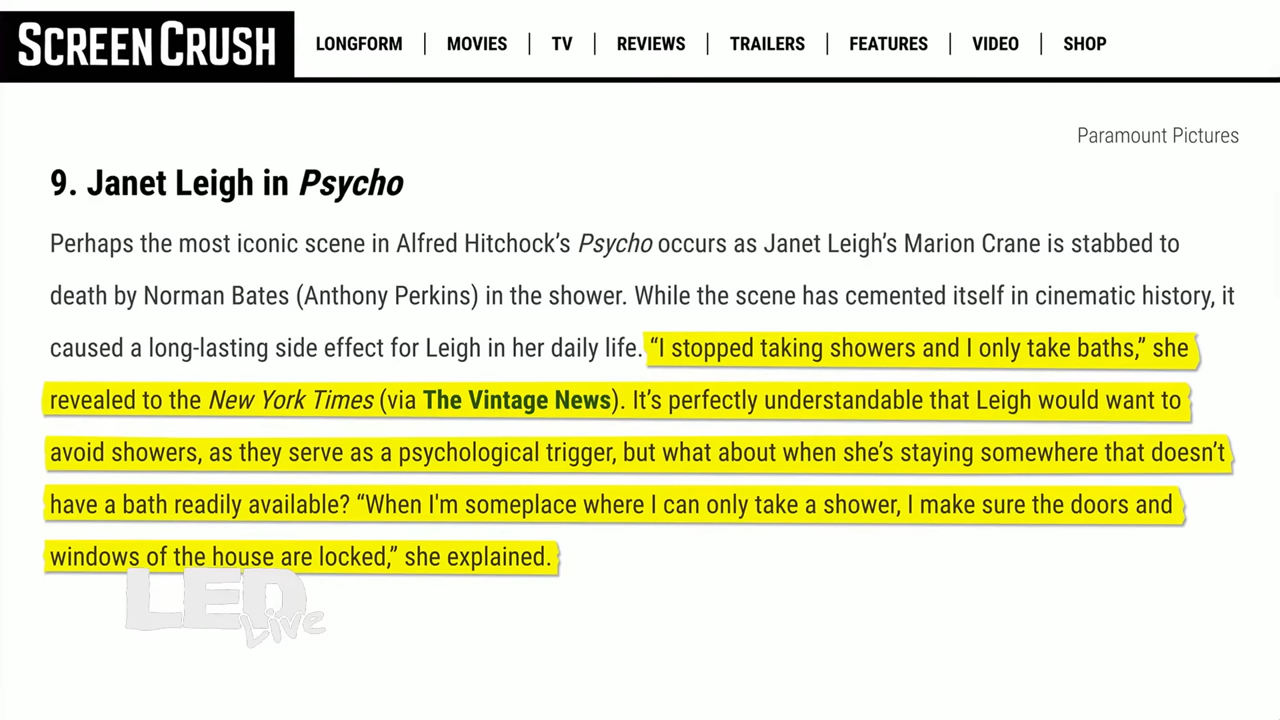 SCREENCRUSH LONGFORM | MOVIES | TV | REVIEWS | TRAILERS | FEATURES | VIDEO | SHOP
Paramount Pictures
9. Janet Leigh in Psycho
Perhaps the most iconic scene in Alfred Hitchock’s Psycho occurs as Janet Leigh’s Marion Crane is stabbed to
death by Norman Bates (Anthony Perkins) in the shower. While the scene has cemented itself in cinematic history, it
caused a long-lasting side effect for Leigh in her daily life. “I stopped taking showers and I only take baths,” she
revealed to the New York Times (via The Vintage News). It’s perfectly understandable that Leigh would want to
avoid showers, as they serve as a psychological trigger, but what about when she’s staying somewhere that doesn’t
have a bath readily available? “When I'm someplace where I can only take a shower, I make sure the doors and
windows of the house are locked,” she explained.
LED
Live